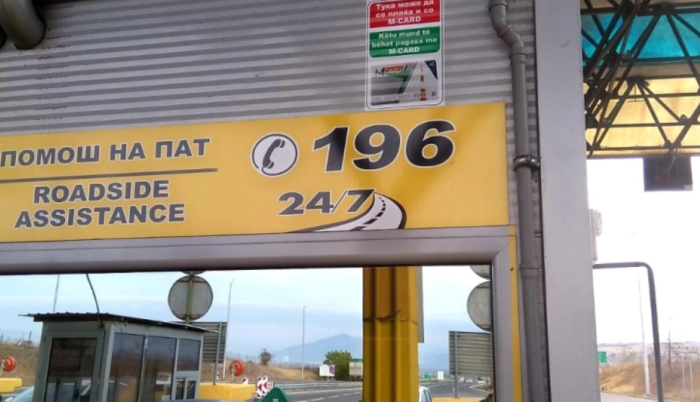 Тука може да
се плаќа и со
M-CARD
Këtu mund të
bëhet pagesa me
M-CARD
ПОМОШ НА ПАТ
ROADSIDE
ASSISTANCE
196
24/7